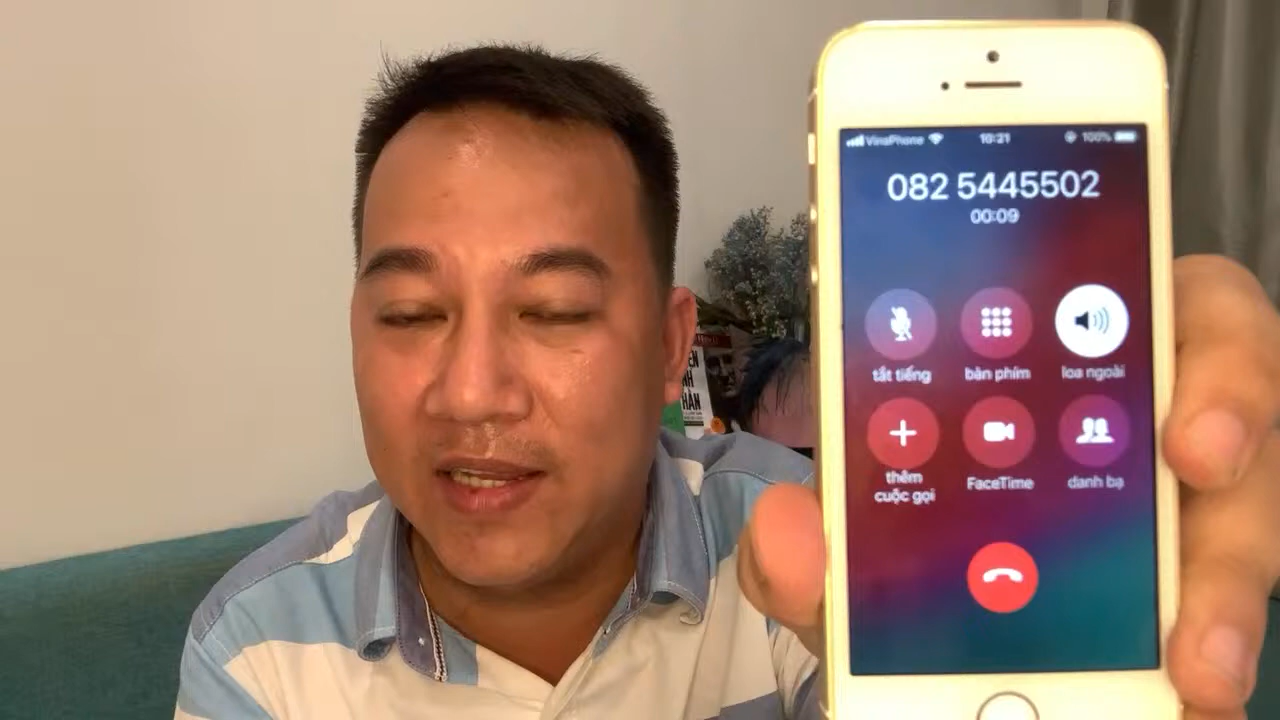 VinaPhone 10:21 100%
082 5445502
00:09
tắt tiếng bàn phím loa ngoài
thêm cuộc gọi FaceTime danh bạ